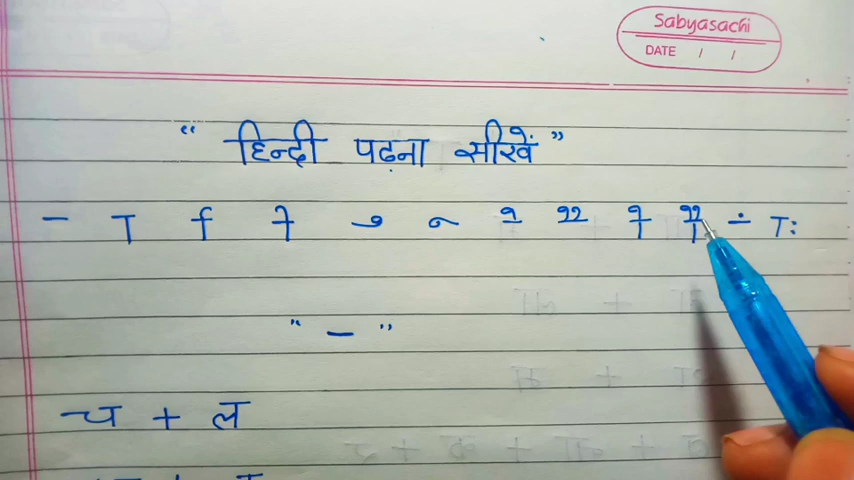 Sabyasachi
DATE / /
“ हिन्दी पढ़ना सीखें ”
- ा ि ी ु ू े ै ो ौ ं ाः
“ - ”
च + ल